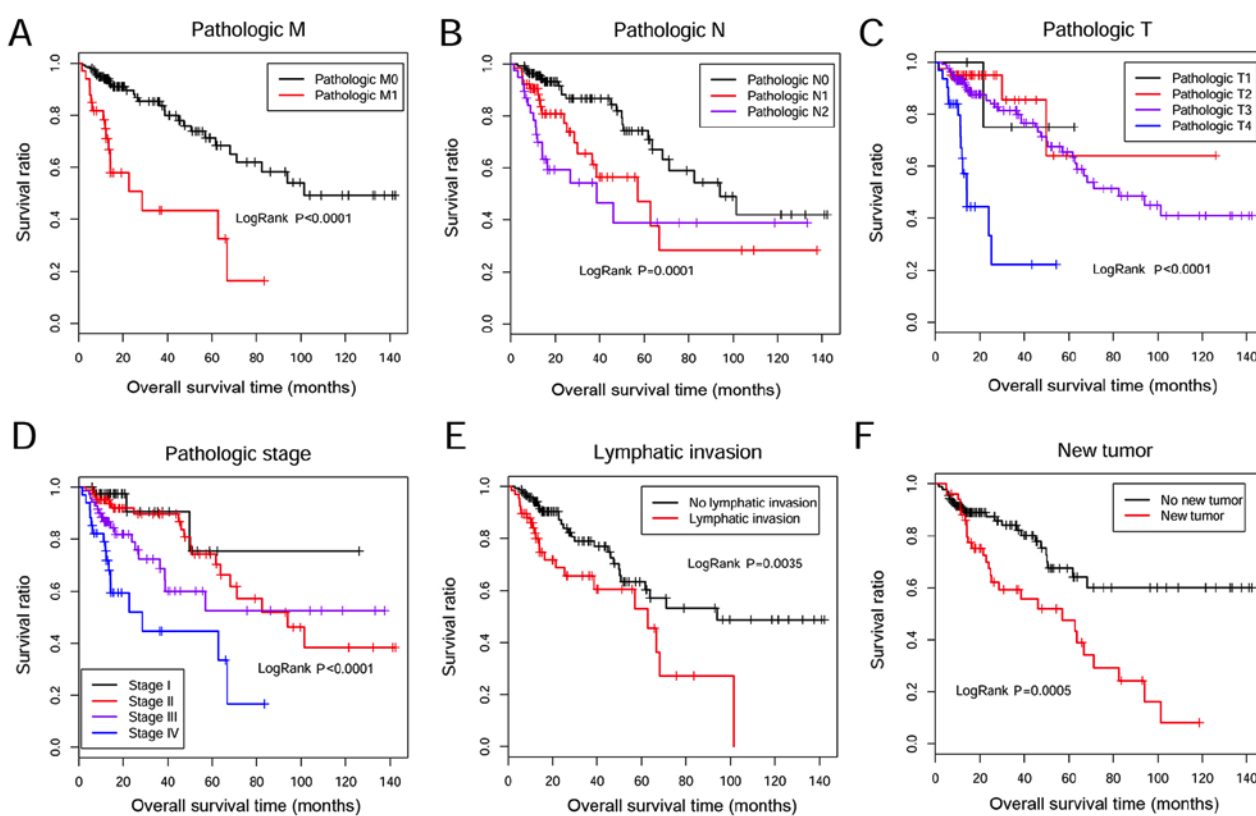 A
Pathologic M
Survival ratio
0.0 0.2 0.4 0.6 0.8 1.0
Pathologic M0
Pathologic M1
LogRank P<0.0001
0 20 40 60 80 100 120 140
Overall survival time (months)
B
Pathologic N
Survival ratio
0.0 0.2 0.4 0.6 0.8 1.0
Pathologic N0
Pathologic N1
Pathologic N2
LogRank P=0.0001
0 20 40 60 80 100 120 140
Overall survival time (months)
C
Pathologic T
Survival ratio
0.0 0.2 0.4 0.6 0.8 1.0
Pathologic T1
Pathologic T2
Pathologic T3
Pathologic T4
LogRank P<0.0001
0 20 40 60 80 100 120 140
Overall survival time (months)
D
Pathologic stage
Survival ratio
0.0 0.2 0.4 0.6 0.8 1.0
LogRank P<0.0001
Stage I
Stage II
Stage III
Stage IV
0 20 40 60 80 100 120 140
Overall survival time (months)
E
Lymphatic invasion
Survival ratio
0.0 0.2 0.4 0.6 0.8 1.0
No lymphatic invasion
Lymphatic invasion
LogRank P=0.0035
0 20 40 60 80 100 120 140
Overall survival time (months)
F
New tumor
Survival ratio
0.0 0.2 0.4 0.6 0.8 1.0
No new tumor
New tumor
LogRank P=0.0005
0 20 40 60 80 100 120 140
Overall survival time (months)